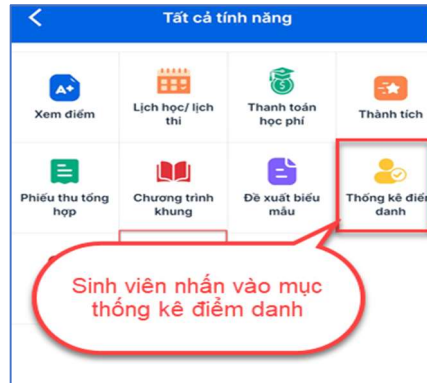 Tất cả tính năng
Xem điểm
Lịch học/ lịch
thi
Thanh toán
học phí
Thành tích
Phiếu thu tổng
hợp
Chương trình
khung
Đề xuất biểu
mẫu
Thống kê điểm
danh
Sinh viên nhấn vào mục
thống kê điểm danh